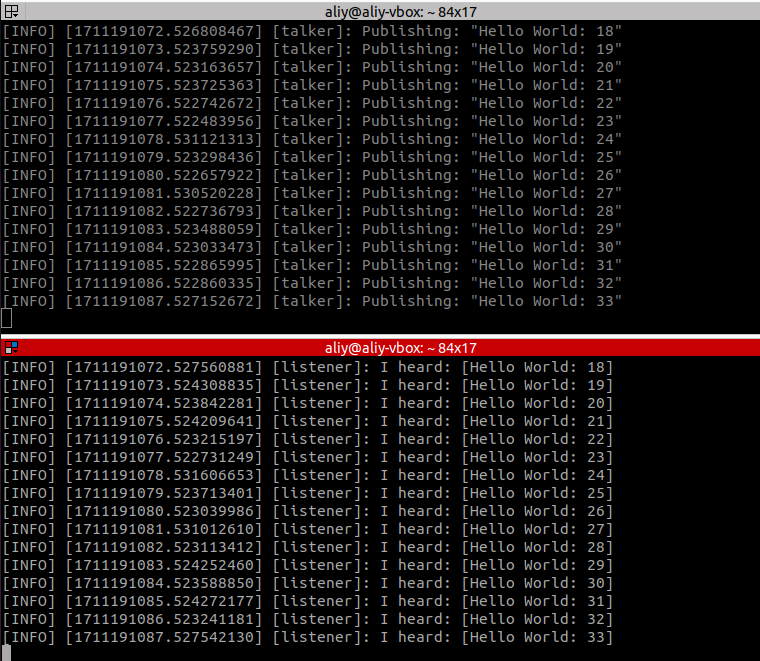 aliy@aliy-vbox: ~ 84x17
[INFO] [1711191072.526808467] [talker]: Publishing: "Hello World: 18"
[INFO] [1711191073.523759290] [talker]: Publishing: "Hello World: 19"
[INFO] [1711191074.523163657] [talker]: Publishing: "Hello World: 20"
[INFO] [1711191075.523725363] [talker]: Publishing: "Hello World: 21"
[INFO] [1711191076.522742672] [talker]: Publishing: "Hello World: 22"
[INFO] [1711191077.522483956] [talker]: Publishing: "Hello World: 23"
[INFO] [1711191078.531121313] [talker]: Publishing: "Hello World: 24"
[INFO] [1711191079.523298436] [talker]: Publishing: "Hello World: 25"
[INFO] [1711191080.522657922] [talker]: Publishing: "Hello World: 26"
[INFO] [1711191081.530520228] [talker]: Publishing: "Hello World: 27"
[INFO] [1711191082.522736793] [talker]: Publishing: "Hello World: 28"
[INFO] [1711191083.523488059] [talker]: Publishing: "Hello World: 29"
[INFO] [1711191084.523033473] [talker]: Publishing: "Hello World: 30"
[INFO] [1711191085.522865995] [talker]: Publishing: "Hello World: 31"
[INFO] [1711191086.522860335] [talker]: Publishing: "Hello World: 32"
[INFO] [1711191087.527152672] [talker]: Publishing: "Hello World: 33"
aliy@aliy-vbox: ~ 84x17
[INFO] [1711191072.527560881] [listener]: I heard: [Hello World: 18]
[INFO] [1711191073.524308835] [listener]: I heard: [Hello World: 19]
[INFO] [1711191074.523842281] [listener]: I heard: [Hello World: 20]
[INFO] [1711191075.524209641] [listener]: I heard: [Hello World: 21]
[INFO] [1711191076.523215197] [listener]: I heard: [Hello World: 22]
[INFO] [1711191077.522731249] [listener]: I heard: [Hello World: 23]
[INFO] [1711191078.531606653] [listener]: I heard: [Hello World: 24]
[INFO] [1711191079.523713401] [listener]: I heard: [Hello World: 25]
[INFO] [1711191080.523039986] [listener]: I heard: [Hello World: 26]
[INFO] [1711191081.531012610] [listener]: I heard: [Hello World: 27]
[INFO] [1711191082.523113412] [listener]: I heard: [Hello World: 28]
[INFO] [1711191083.524252460] [listener]: I heard: [Hello World: 29]
[INFO] [1711191084.523588850] [listener]: I heard: [Hello World: 30]
[INFO] [1711191085.524272177] [listener]: I heard: [Hello World: 31]
[INFO] [1711191086.523241181] [listener]: I heard: [Hello World: 32]
[INFO] [1711191087.527542130] [listener]: I heard: [Hello World: 33]